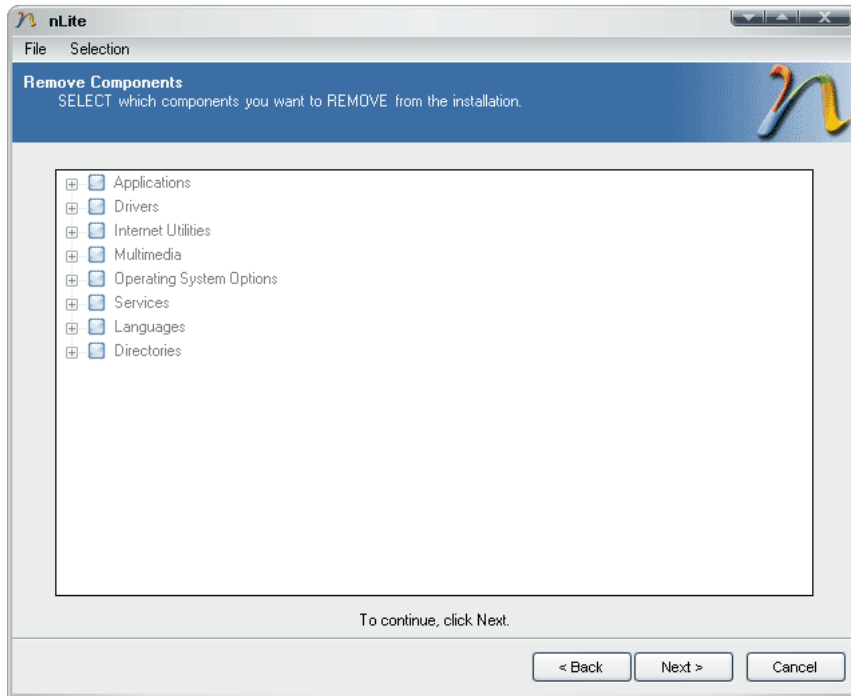 nLite
File Selection
Remove Components
SELECT which components you want to REMOVE from the installation.
Applications
Drivers
Internet Utilities
Multimedia
Operating System Options
Services
Languages
Directories
To continue, click Next.
< Back Next > Cancel